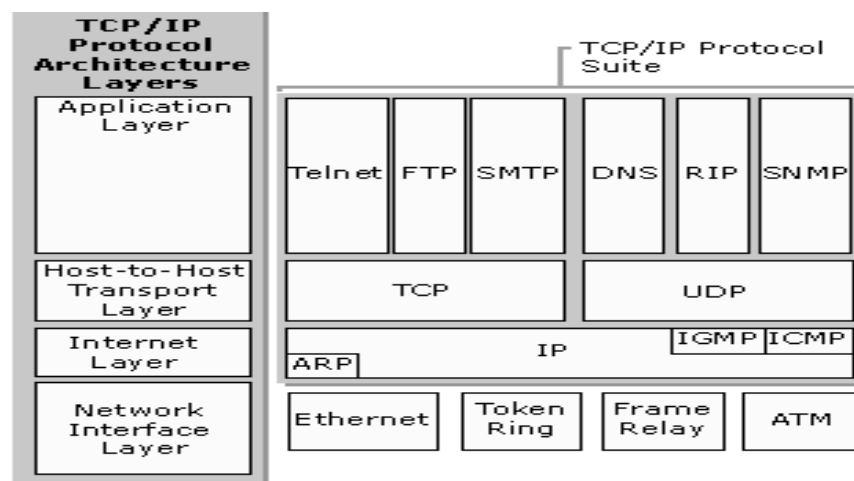 TCP/IP
Protocol
Architecture
Layers
TCP/IP Protocol
Suite
Application
Layer
Telnet
FTP
SMTP
DNS
RIP
SNMP
Host-to-Host
Transport
Layer
TCP
UDP
Internet
Layer
ARP
IP
IGMP
ICMP
Network
Interface
Layer
Ethernet
Token
Ring
Frame
Relay
ATM